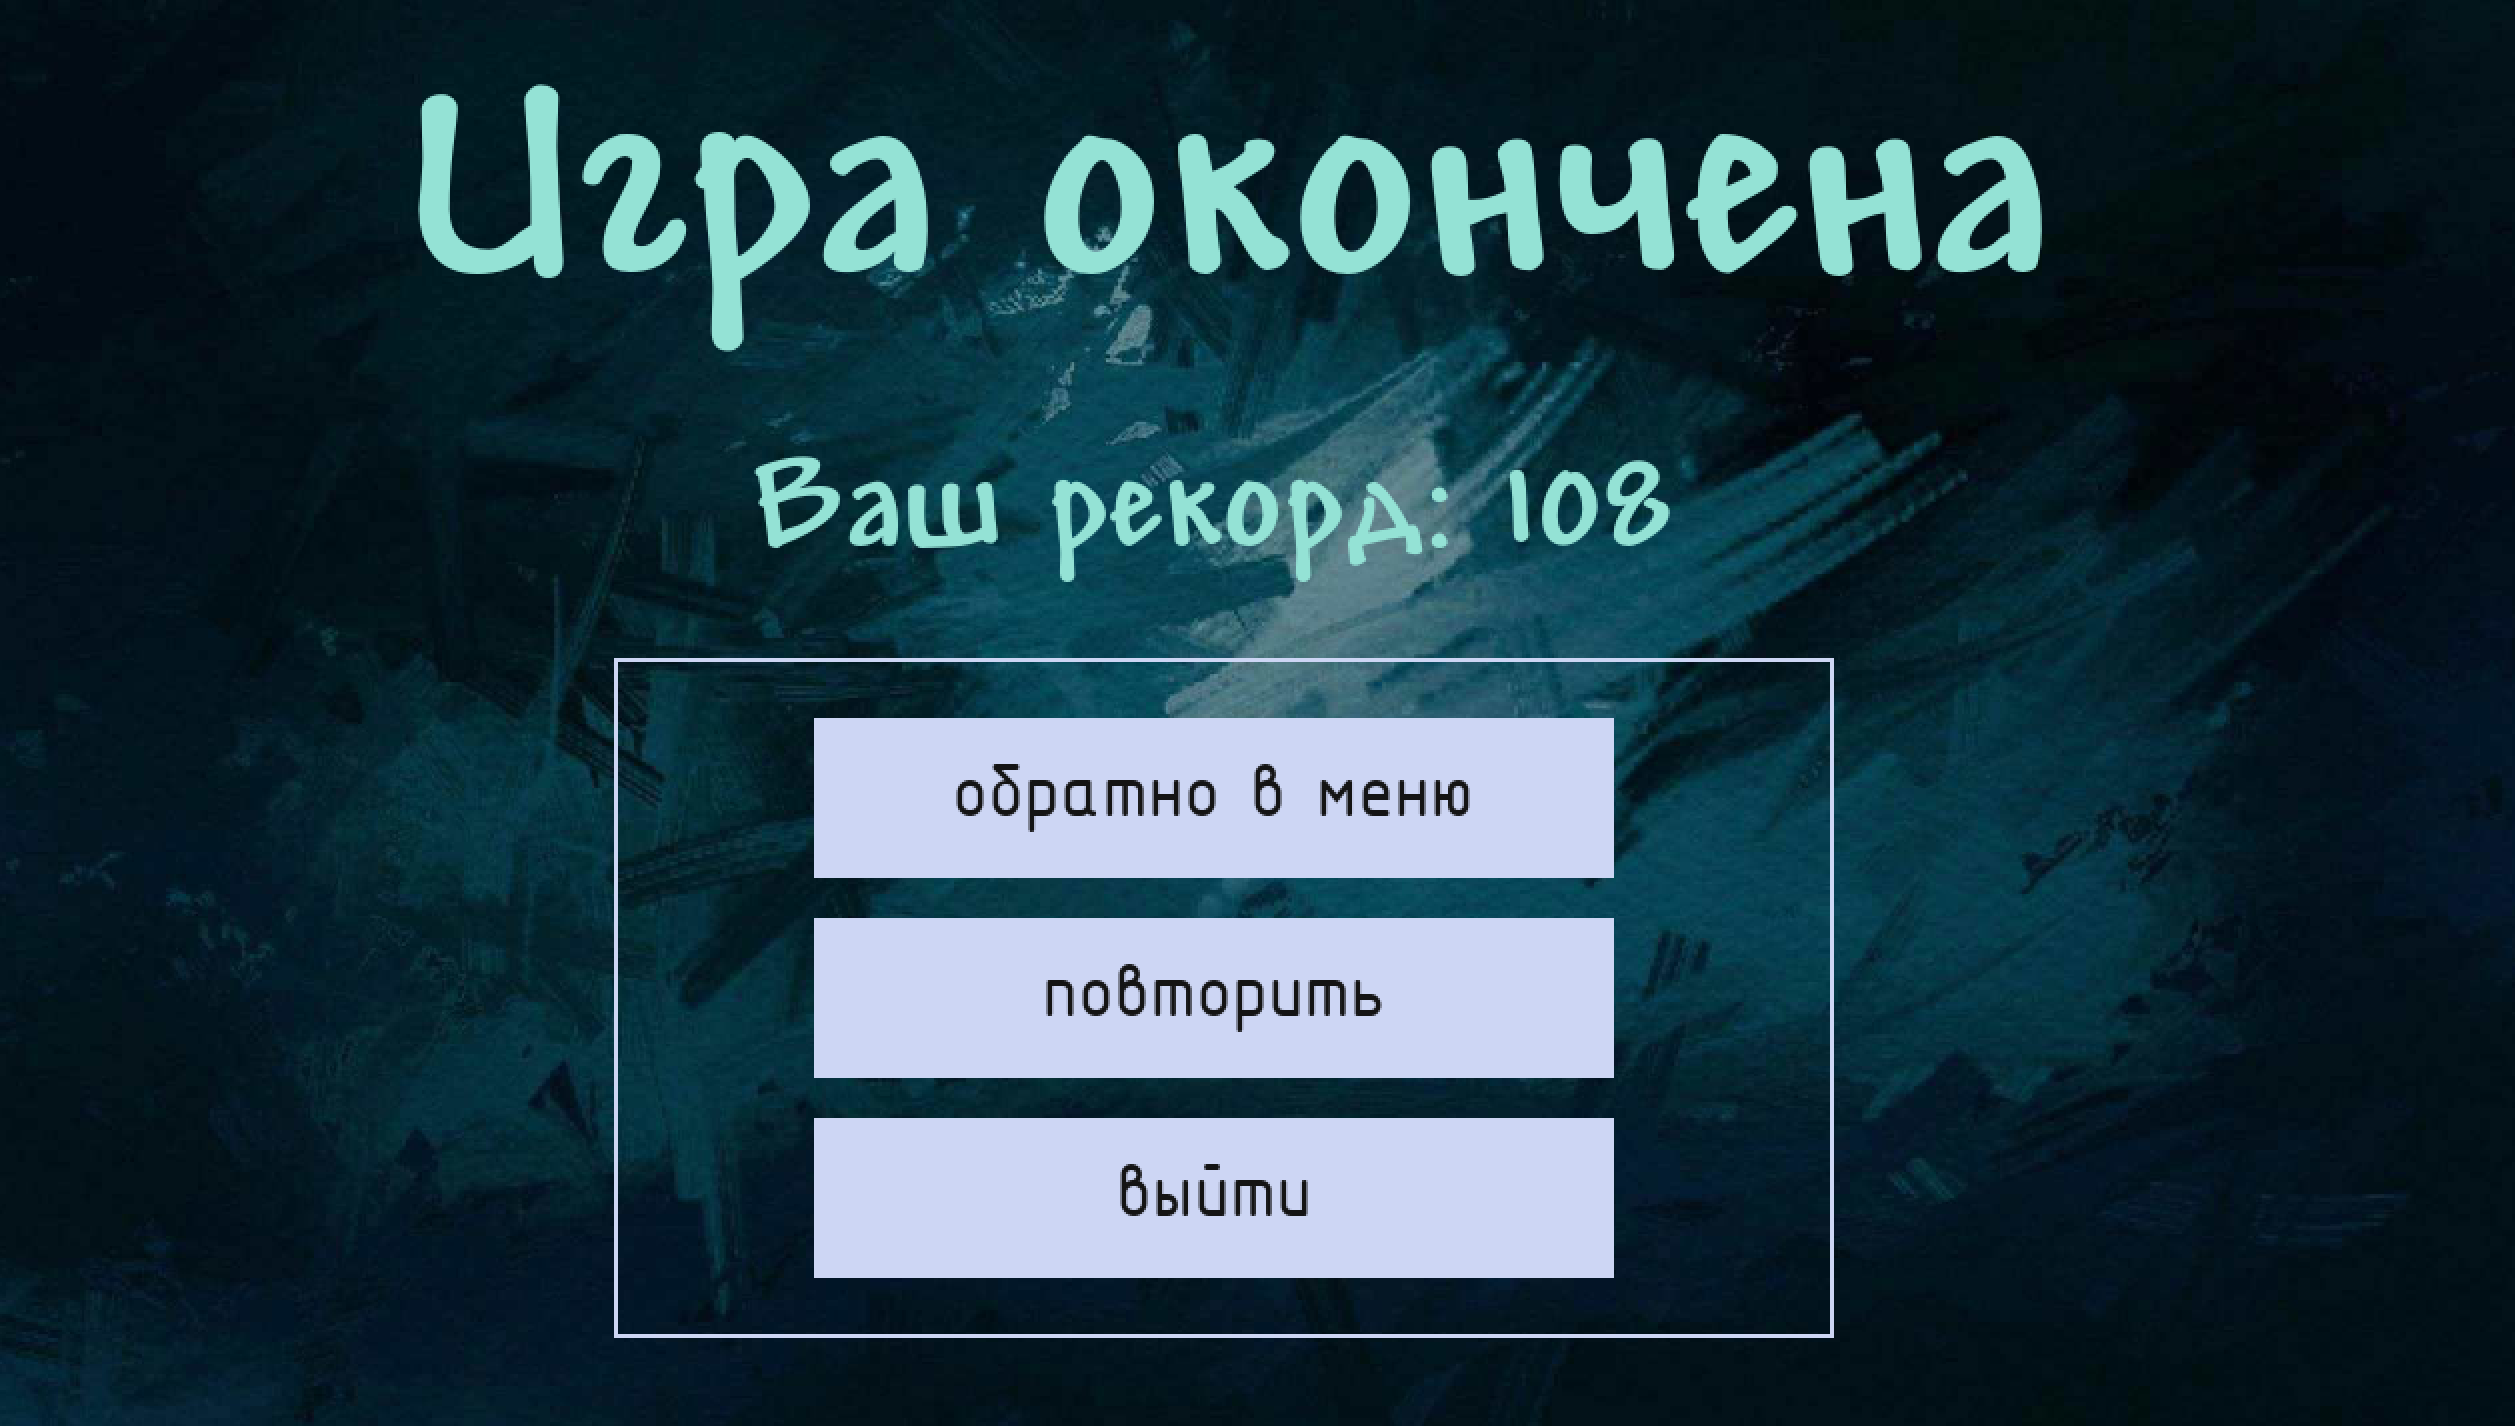 Игра окончена
Ваш рекорд: 108
обратно в меню
повторить
выйти